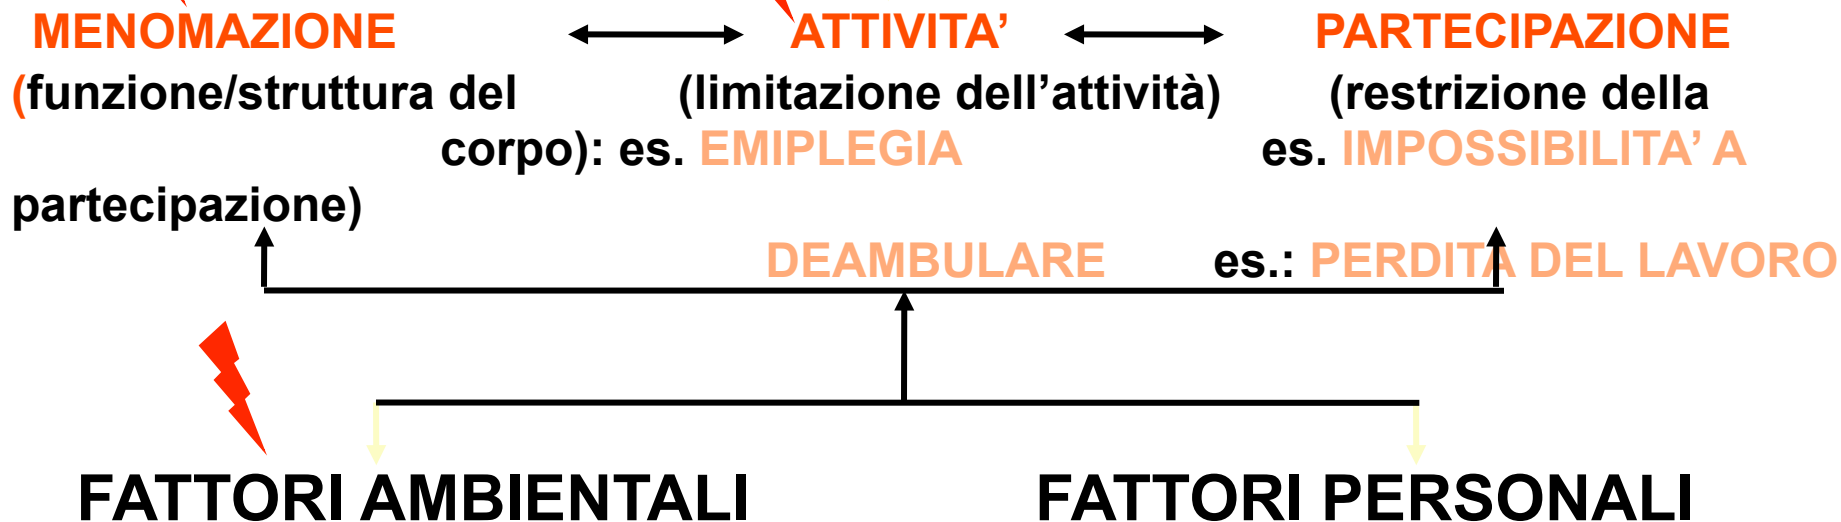 MENOMAZIONE ATTIVITA’ PARTECIPAZIONE
(funzione/struttura del (limitazione dell’attività) (restrizione della
corpo): es. EMIPLEGIA es. IMPOSSIBILITA’ A
partecipazione)
DEAMBULARE es.: PERDITA DEL LAVORO
FATTORI AMBIENTALI FATTORI PERSONALI